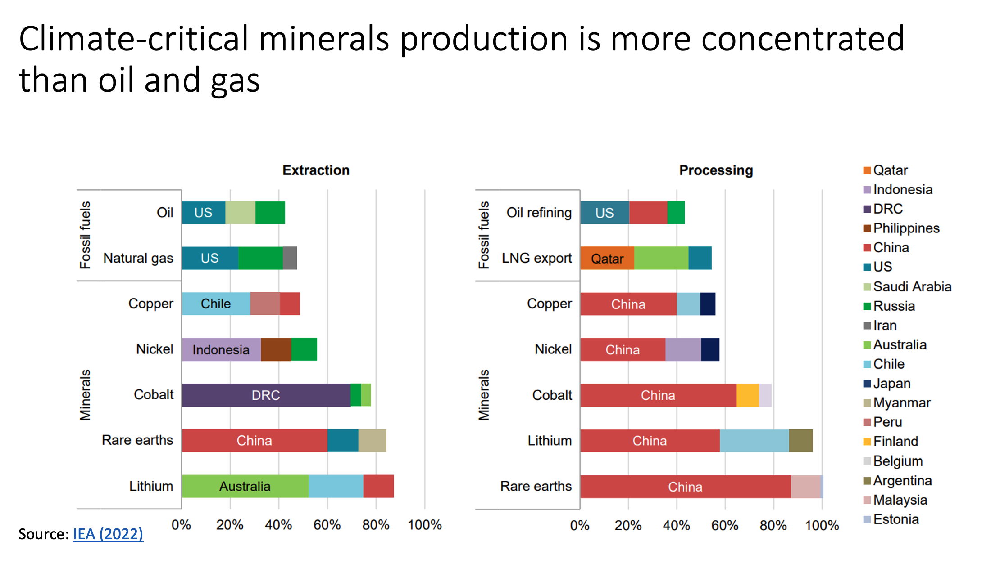 Climate-critical minerals production is more concentrated
than oil and gas
Extraction
Fossil fuels
Oil
US
Natural gas
US
Minerals
Copper
Chile
Nickel
Indonesia
Cobalt
DRC
Rare earths
China
Lithium
Australia
0% 20% 40% 60% 80% 100%
Processing
Fossil fuels
Oil refining
US
LNG export
Qatar
Minerals
Copper
China
Nickel
China
Cobalt
China
Lithium
China
Rare earths
China
0% 20% 40% 60% 80% 100%
Qatar
Indonesia
DRC
Philippines
China
US
Saudi Arabia
Russia
Iran
Australia
Chile
Japan
Myanmar
Peru
Finland
Belgium
Argentina
Malaysia
Estonia
Source: IEA (2022)